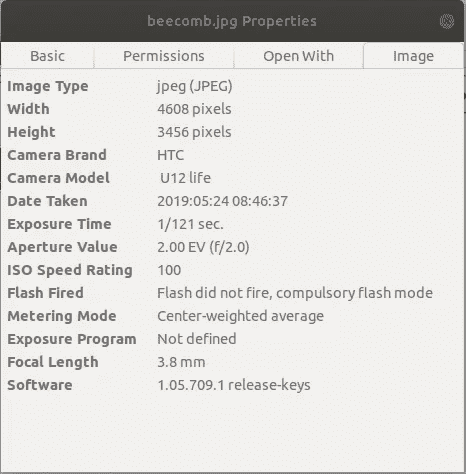 beecomb.jpg Properties
Basic Permissions Open With Image
Image Type jpeg (JPEG)
Width 4608 pixels
Height 3456 pixels
Camera Brand HTC
Camera Model U12 life
Date Taken 2019:05:24 08:46:37
Exposure Time 1/121 sec.
Aperture Value 2.00 EV (f/2.0)
ISO Speed Rating 100
Flash Fired Flash did not fire, compulsory flash mode
Metering Mode Center-weighted average
Exposure Program Not defined
Focal Length 3.8 mm
Software 1.05.709.1 release-keys